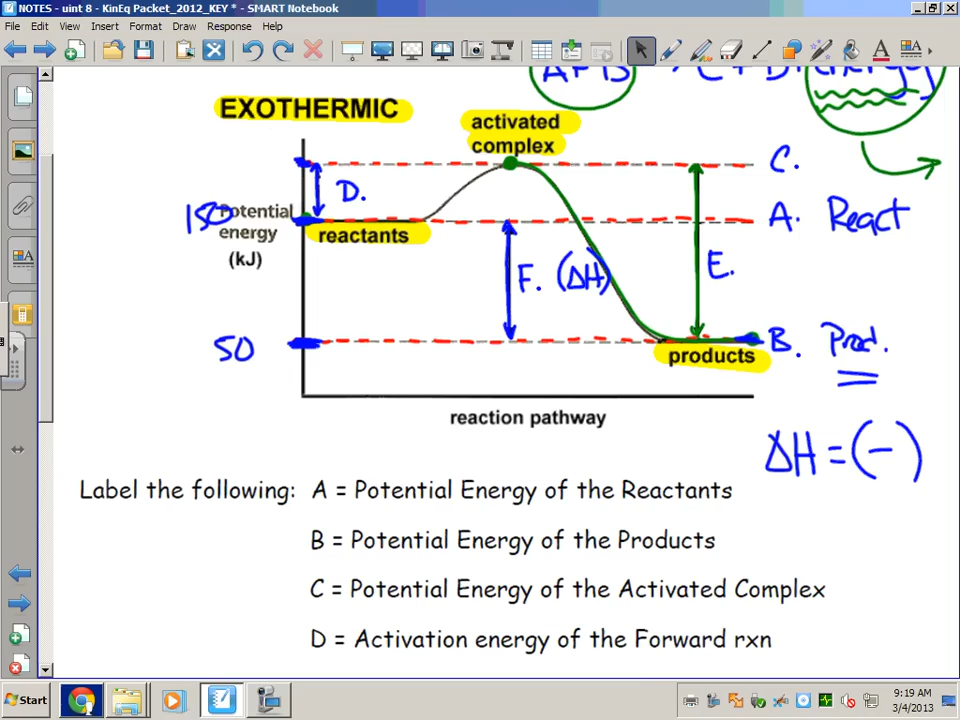 NOTES - uint 8 - KinEq Packet_2012_KEY * - SMART Notebook
File Edit View Insert Format Draw Response Help
A + B C + D + energy
EXOTHERMIC
activated
complex
C.
D.
150
Potential
energy
(kJ)
reactants
A. React
F. (ΔH)
E.
50
B. Prod.
products
reaction pathway
ΔH = (-)
Label the following: A = Potential Energy of the Reactants
B = Potential Energy of the Products
C = Potential Energy of the Activated Complex
D = Activation energy of the Forward rxn
Start
9:19 AM
3/4/2013